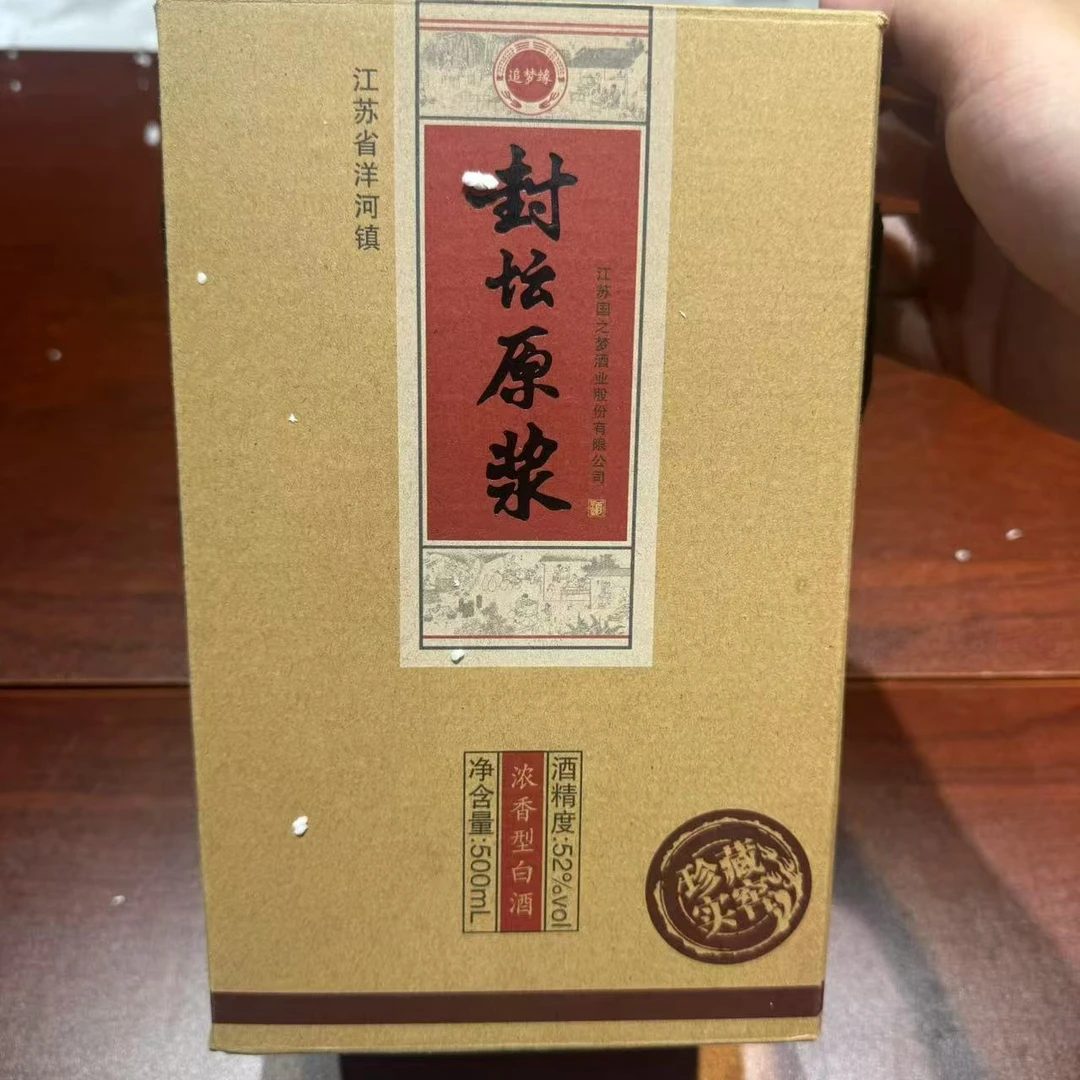 追梦缘
江苏省洋河镇
封坛原浆
江苏国之梦酒业股份有限公司
酒精度:52%vol
浓香型白酒
净含量:500mL
珍藏
实窖